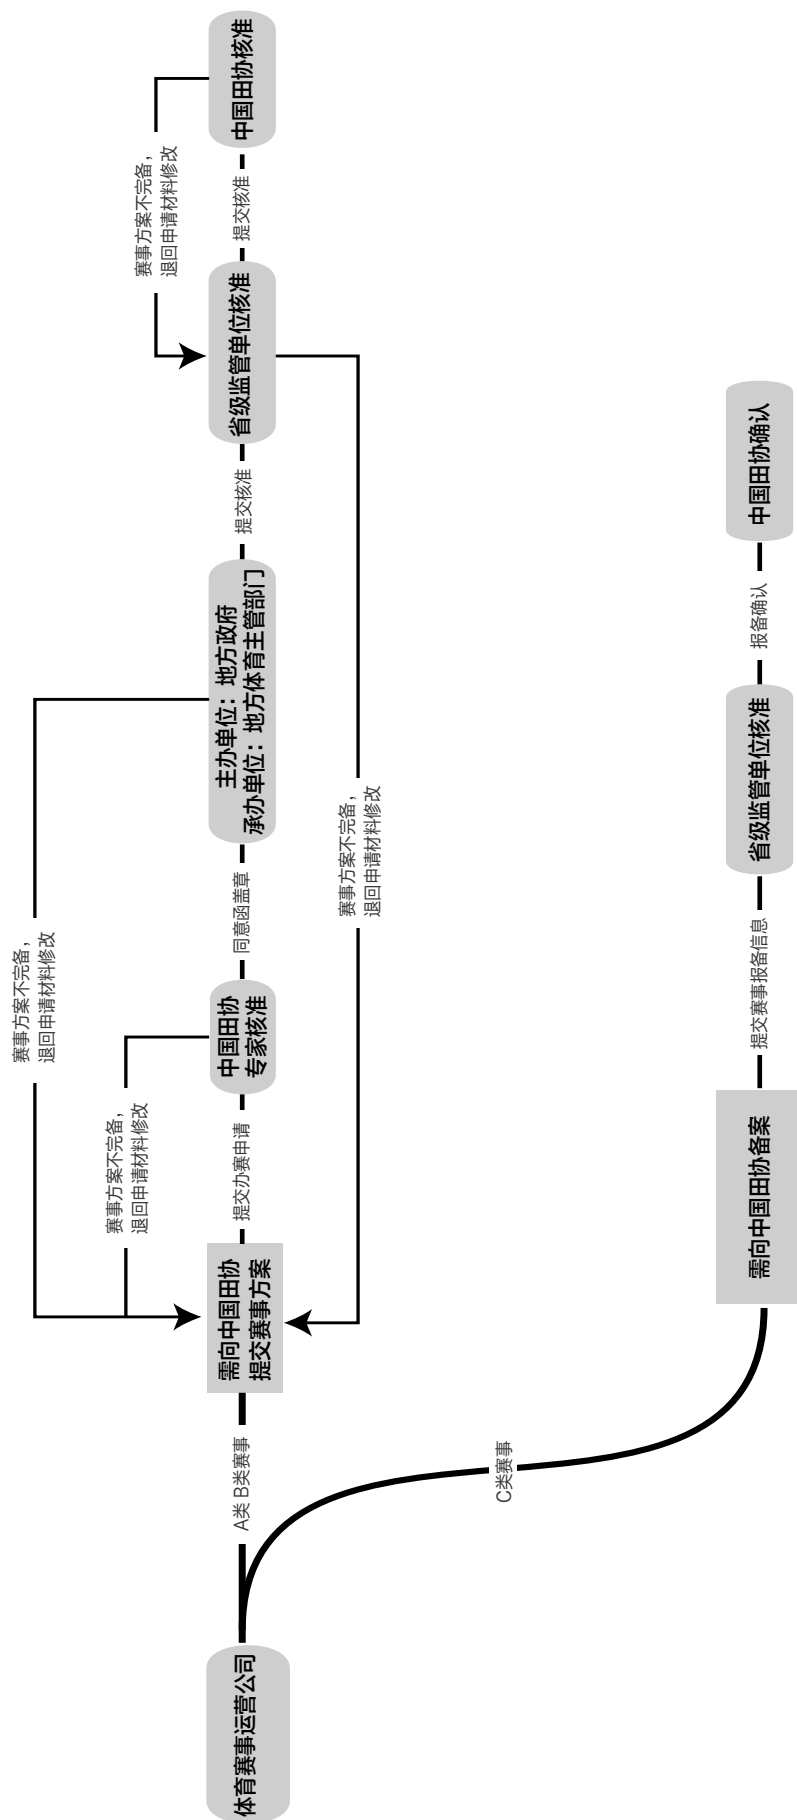 体育赛事运营公司
A类 B类赛事
需向中国田协
提交赛事方案
提交办赛申请
中国田协
专家核准
同意函盖章
主办单位：地方政府
承办单位：地方体育主管部门
提交核准
省级监管单位核准
提交核准
中国田协核准
赛事方案不完备，
退回申请材料修改
赛事方案不完备，
退回申请材料修改
赛事方案不完备，
退回申请材料修改
赛事方案不完备，
退回申请材料修改
C类赛事
需向中国田协备案
提交赛事报备信息
省级监管单位核准
报备确认
中国田协确认